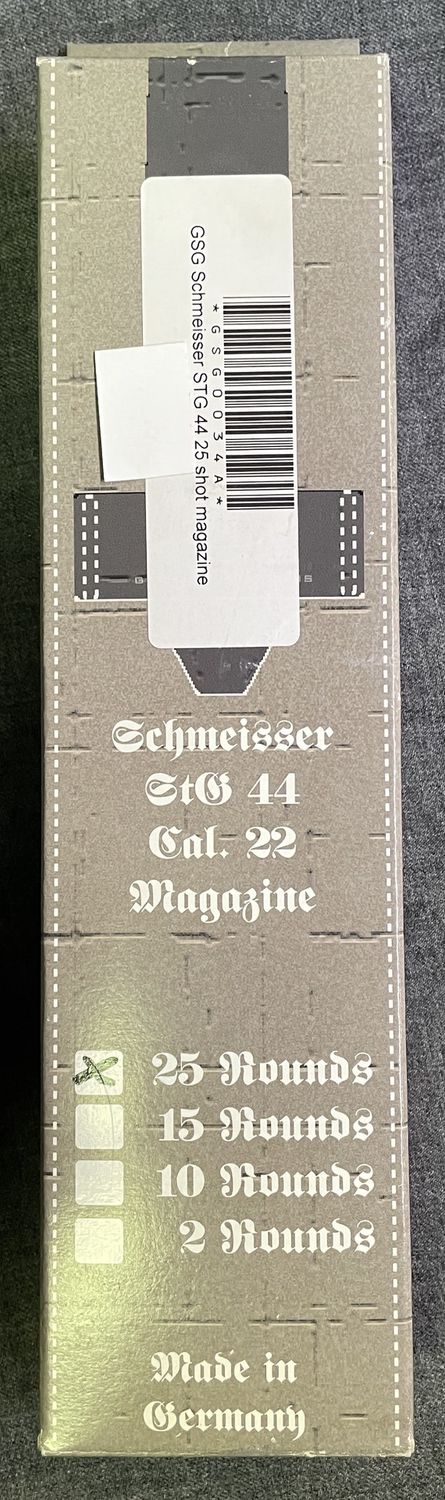 GSG Schmeisser STG 44 25 shot magazine
*GSG0034A*
Schmeisser
StG 44
Cal. 22
Magazine
25 Rounds
15 Rounds
10 Rounds
2 Rounds
Made in
Germany